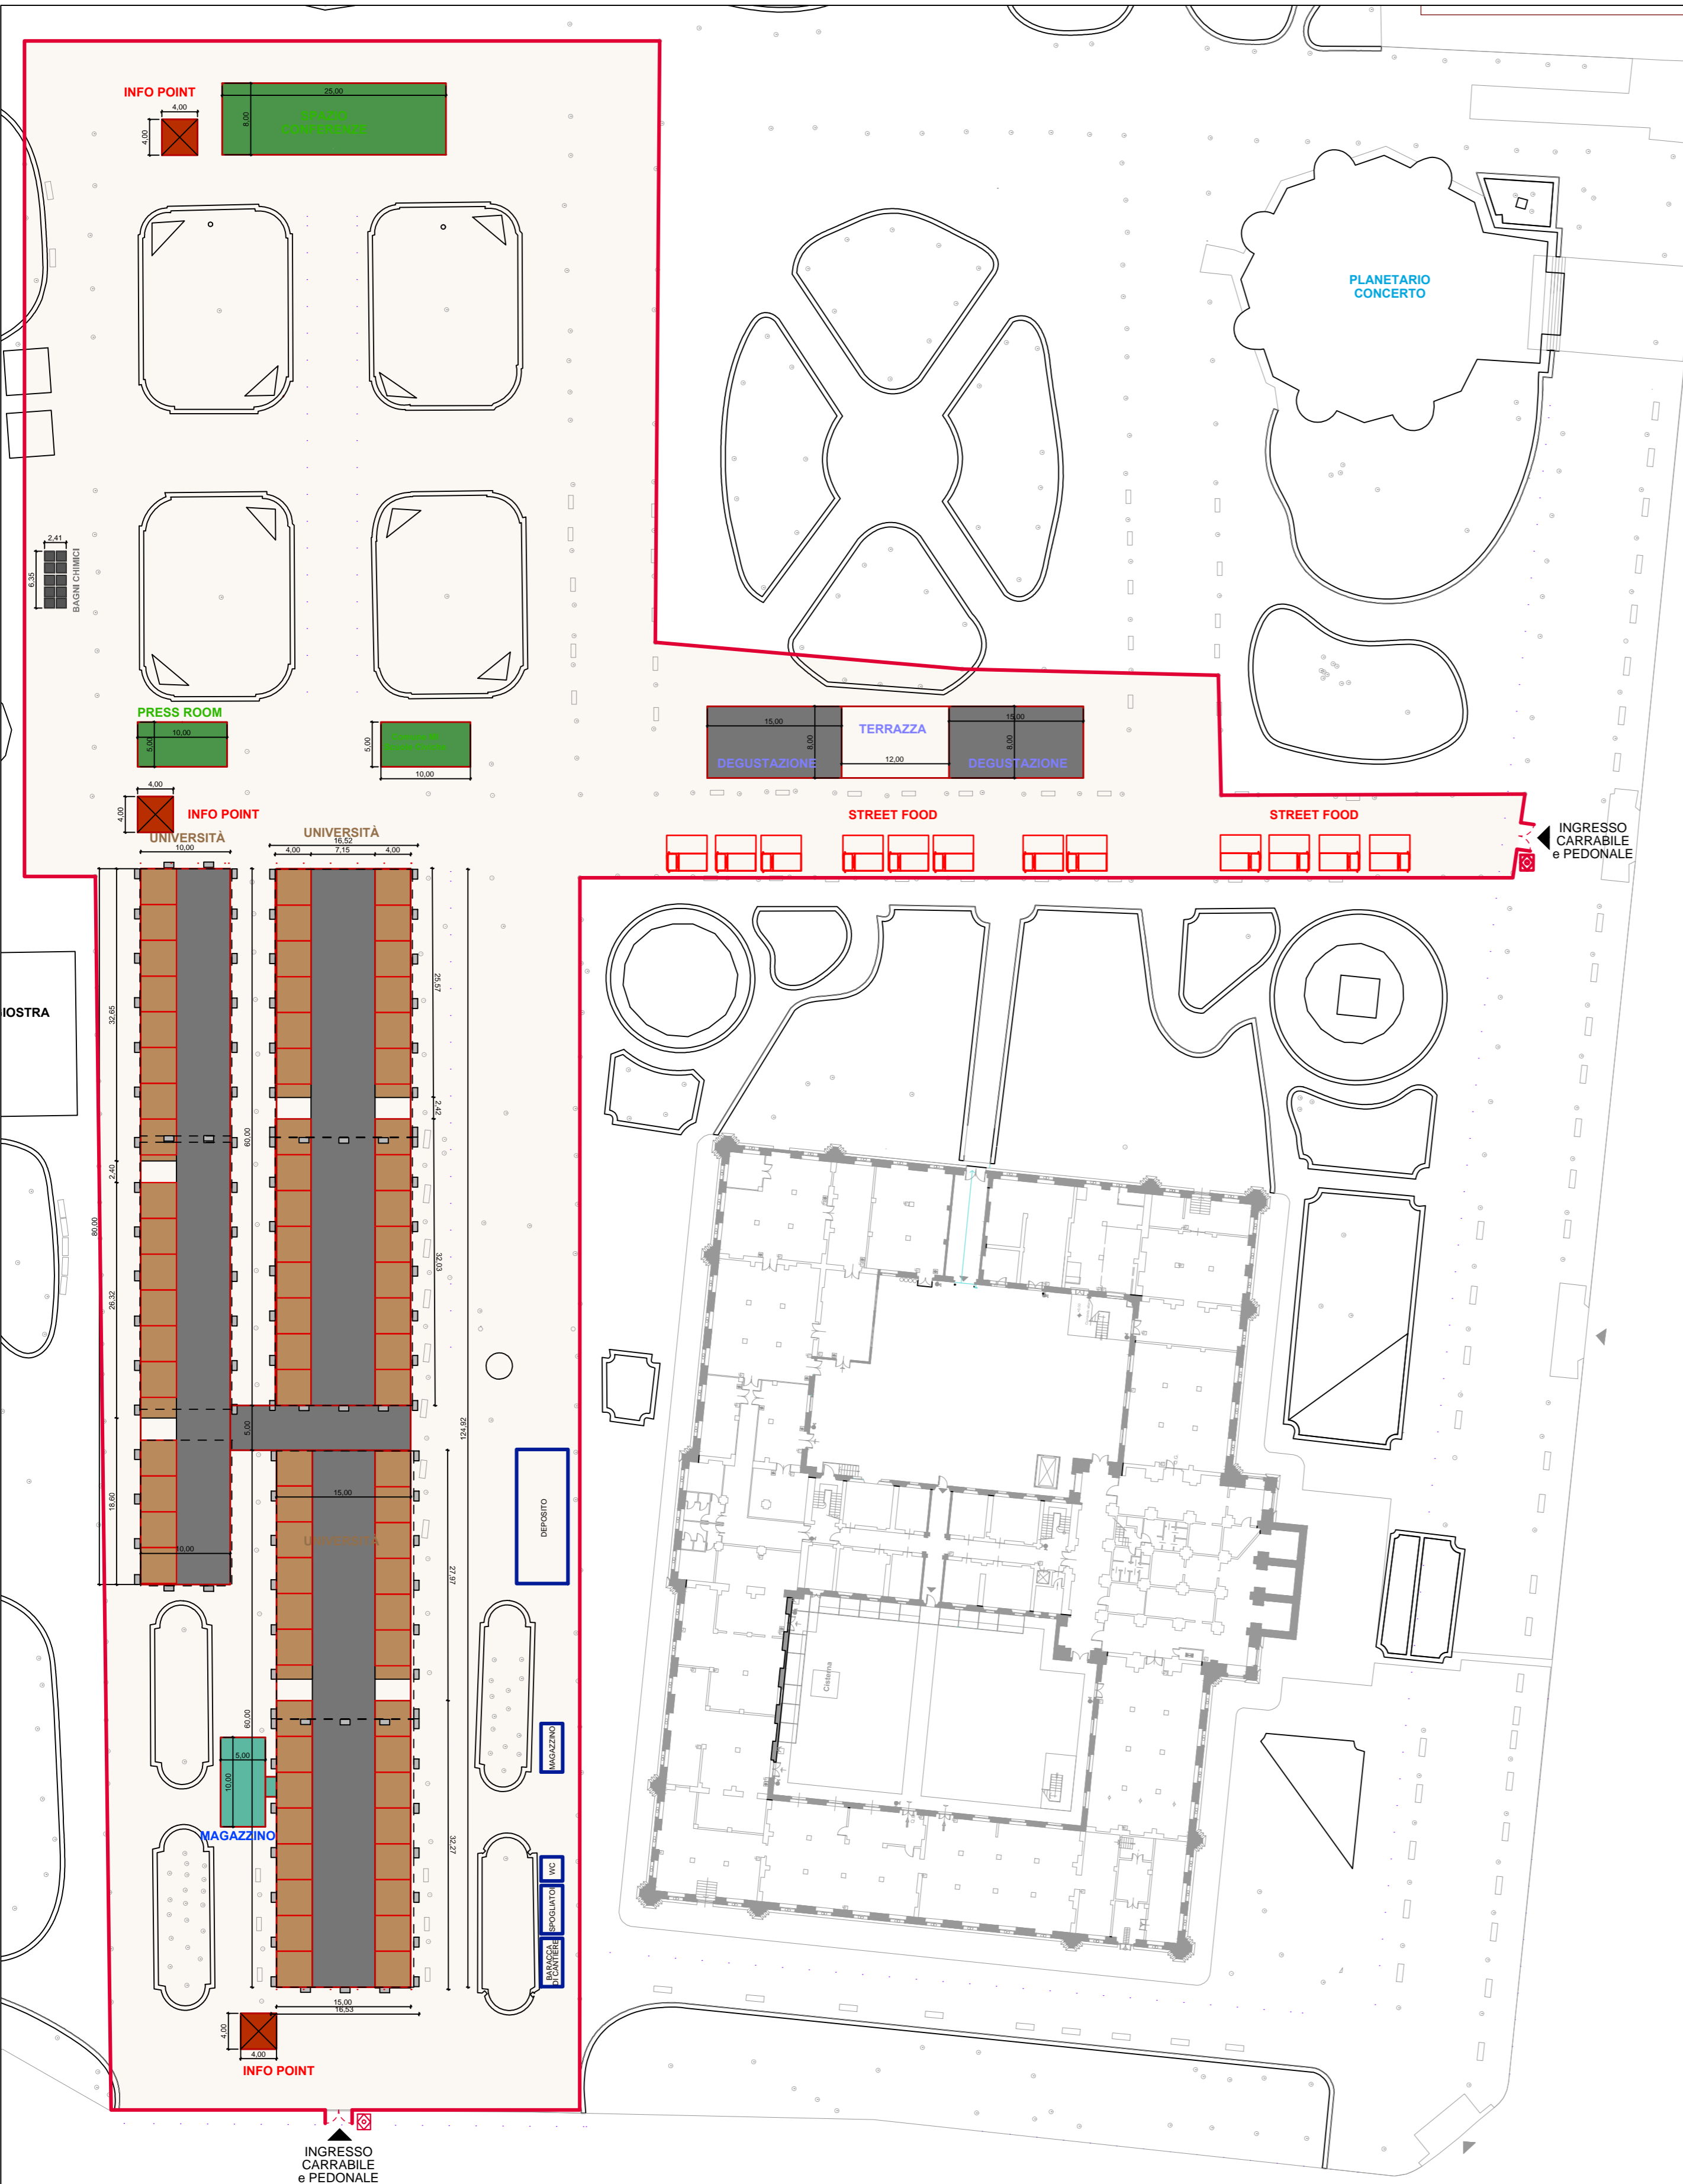 INFO POINT
4,00
4,00
25,00
8,00
PLANETARIO
CONCERTO
2,41
6,35
BAGNI CHIMICI
PRESS ROOM
10,00
5,00
5,00
10,00
15,00
8,00
TERRAZZA
12,00
15,00
8,00
DEGUSTAZIONE
DEGUSTAZIONE
4,00
4,00
INFO POINT
STREET FOOD
STREET FOOD
INGRESSO
CARRABILE
e PEDONALE
UNIVERSITÀ
10,00
UNIVERSITÀ
16,52
4,00
7,15
4,00
IOSTRA
32,65
25,57
2,42
60,00
2,40
80,00
26,32
32,03
5,00
124,92
18,60
10,00
15,00
UNIVERSITÀ
27,97
DEPOSITO
60,00
MAGAZZINO
5,00
10,00
MAGAZZINO
32,27
Cisterna
WC
SPOGLIATOI
BARACCA
DI CANTIERE
15,00
16,53
4,00
4,00
INFO POINT
INGRESSO
CARRABILE
e PEDONALE